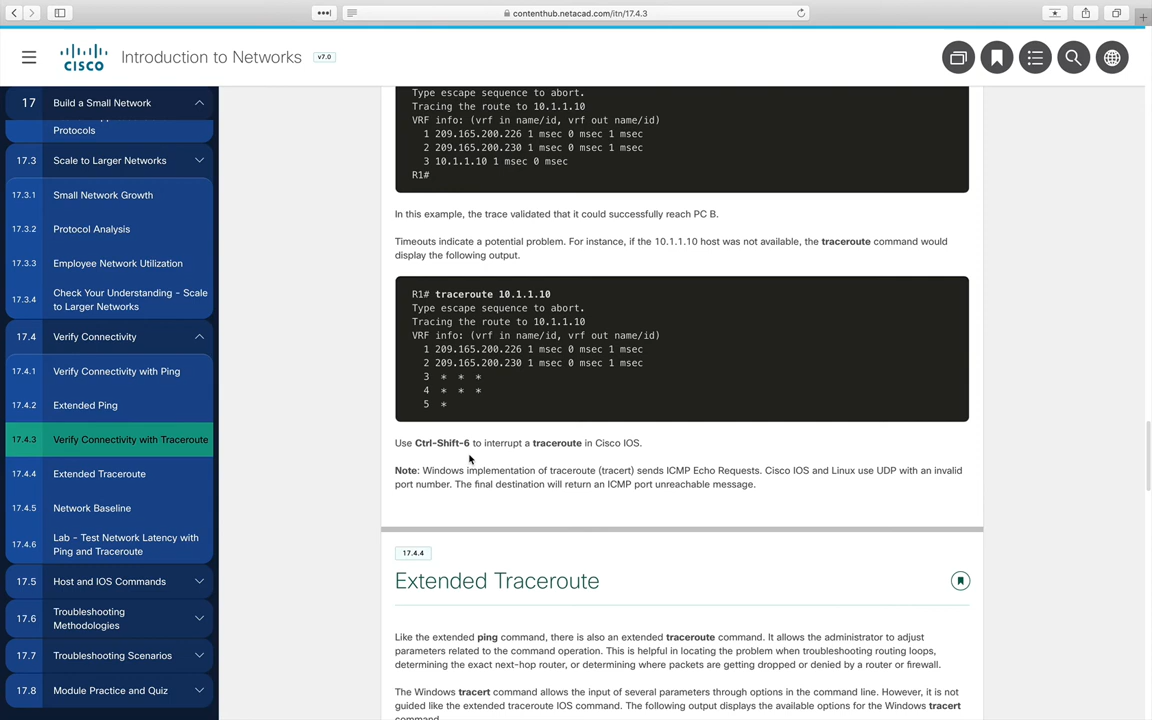 contenthub.netacad.com/itn/17.4.3
CISCO
Introduction to Networks
v7.0
17 Build a Small Network
Protocols
17.3 Scale to Larger Networks
17.3.1 Small Network Growth
17.3.2 Protocol Analysis
17.3.3 Employee Network Utilization
17.3.4 Check Your Understanding - Scale
to Larger Networks
17.4 Verify Connectivity
17.4.1 Verify Connectivity with Ping
17.4.2 Extended Ping
17.4.3 Verify Connectivity with Traceroute
17.4.4 Extended Traceroute
17.4.5 Network Baseline
17.4.6 Lab - Test Network Latency with
Ping and Traceroute
17.5 Host and IOS Commands
17.6 Troubleshooting
Methodologies
17.7 Troubleshooting Scenarios
17.8 Module Practice and Quiz
Type escape sequence to abort.
Tracing the route to 10.1.1.10
VRF info: (vrf in name/id, vrf out name/id)
1 209.165.200.226 1 msec 0 msec 1 msec
2 209.165.200.230 1 msec 0 msec 1 msec
3 10.1.1.10 1 msec 0 msec
R1#
In this example, the trace validated that it could successfully reach PC B.
Timeouts indicate a potential problem. For instance, if the 10.1.1.10 host was not available, the traceroute command would
display the following output.
R1# traceroute 10.1.1.10
Type escape sequence to abort.
Tracing the route to 10.1.1.10
VRF info: (vrf in name/id, vrf out name/id)
1 209.165.200.226 1 msec 0 msec 1 msec
2 209.165.200.230 1 msec 0 msec 1 msec
3 * * *
4 * * *
5 *
Use Ctrl-Shift-6 to interrupt a traceroute in Cisco IOS.
Note: Windows implementation of traceroute (tracert) sends ICMP Echo Requests. Cisco IOS and Linux use UDP with an invalid
port number. The final destination will return an ICMP port unreachable message.
17.4.4
Extended Traceroute
Like the extended ping command, there is also an extended traceroute command. It allows the administrator to adjust
parameters related to the command operation. This is helpful in locating the problem when troubleshooting routing loops,
determining the exact next-hop router, or determining where packets are getting dropped or denied by a router or firewall.
The Windows tracert command allows the input of several parameters through options in the command line. However, it is not
guided like the extended traceroute IOS command. The following output displays the available options for the Windows tracert
command.